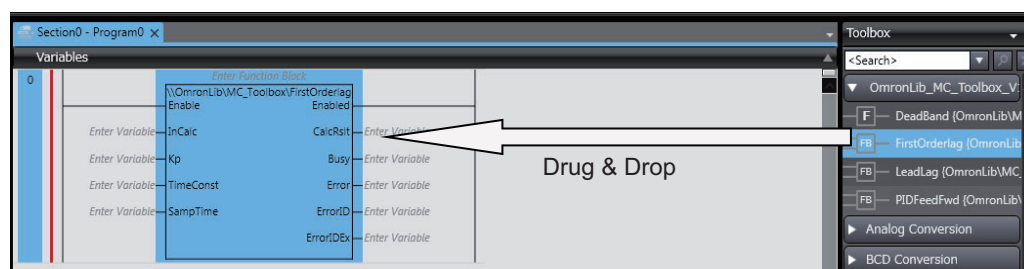 Section0 - Program0 ×
Variables
0
Enter Function Block
\\OmronLib\MC_Toolbox\FirstOrderlag
Enable Enabled
Enter Variable InCalc CalcRslt Enter Variable
Enter Variable Kp Busy Enter Variable
Enter Variable TimeConst Error Enter Variable
Enter Variable SampTime ErrorID Enter Variable
ErrorIDEx Enter Variable
Drug & Drop
Toolbox
<Search>
OmronLib_MC_Toolbox_V
F DeadBand {OmronLib\M
FB FirstOrderlag {OmronLib
FB LeadLag {OmronLib\MC_
FB PIDFeedFwd {OmronLib\
Analog Conversion
BCD Conversion